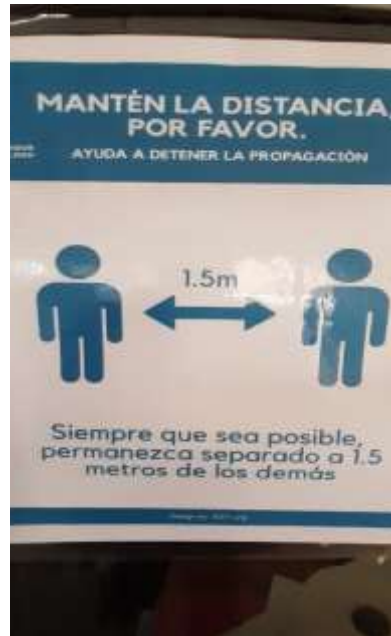 MANTÉN LA DISTANCIA,
POR FAVOR.
AYUDA A DETENER LA PROPAGACIÓN
1.5m
Siempre que sea posible,
permanezca separado a 1.5
metros de los demás